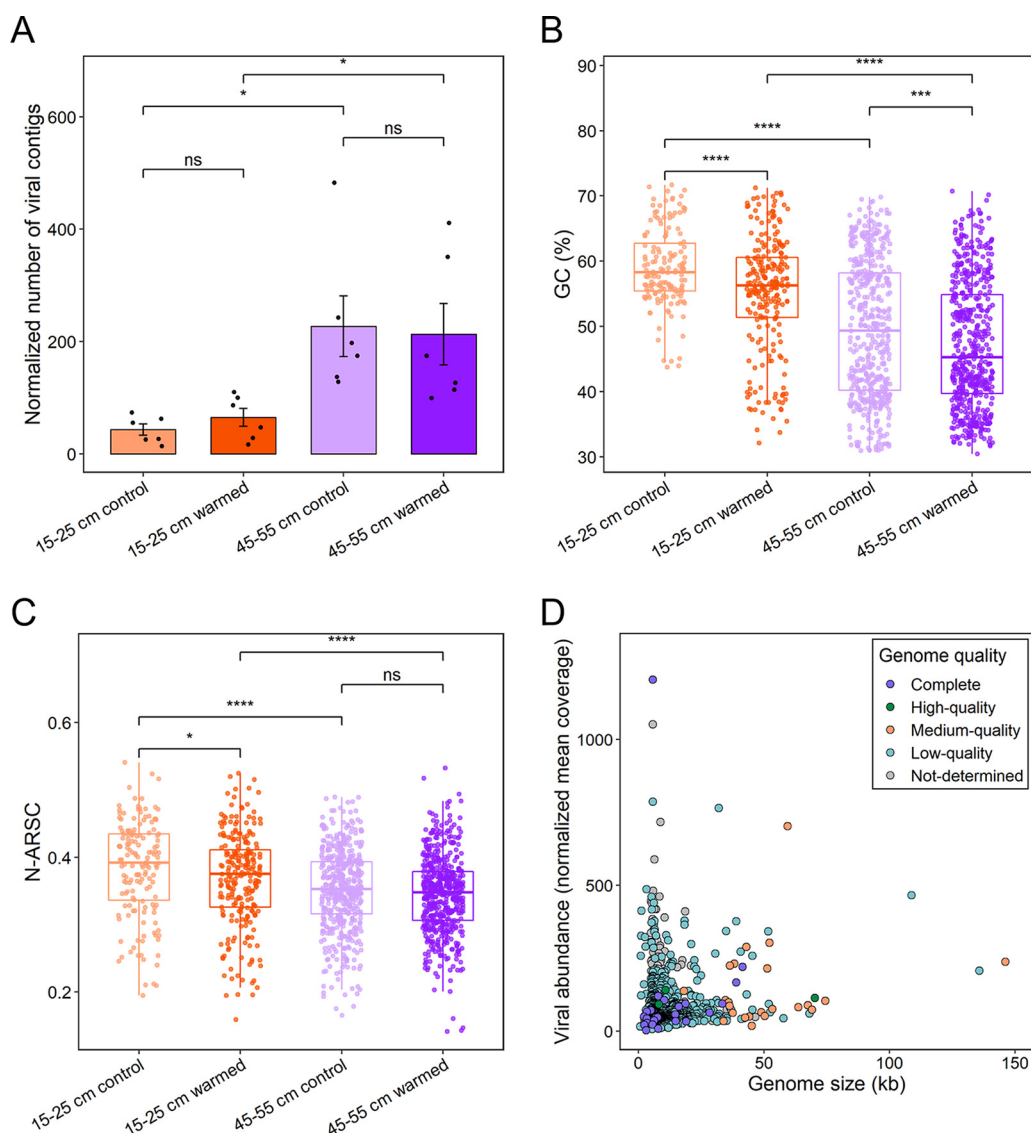 A
Normalized number of viral contigs
600
400
200
0
*
*
ns
ns
15-25 cm control
15-25 cm warmed
45-55 cm control
45-55 cm warmed
B
GC (%)
90
80
70
60
50
40
30
****
***
****
****
15-25 cm control
15-25 cm warmed
45-55 cm control
45-55 cm warmed
C
N-ARSC
0.6
0.4
0.2
****
ns
****
*
15-25 cm control
15-25 cm warmed
45-55 cm control
45-55 cm warmed
D
Viral abundance (normalized mean coverage)
1000
500
0
Genome quality
Complete
High-quality
Medium-quality
Low-quality
Not-determined
0 50 100 150
Genome size (kb)